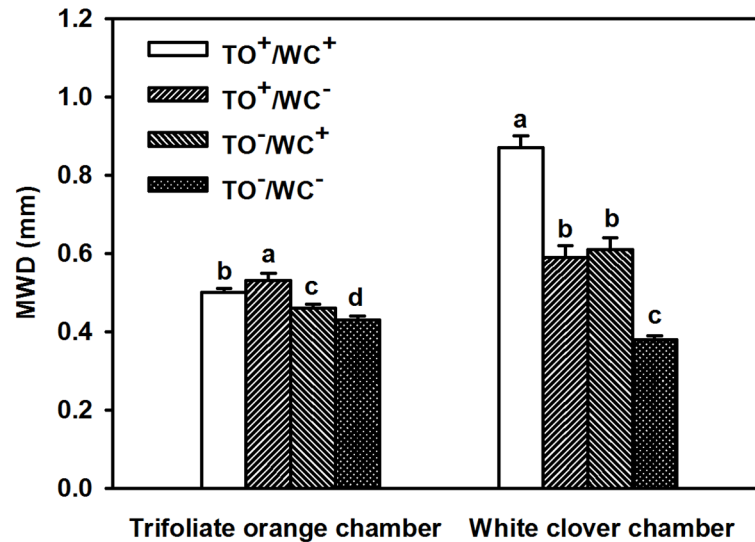 1.2
1.0
0.8
0.6
0.4
0.2
0.0
MWD (mm)
TO⁺/WC⁺
TO⁺/WC⁻
TO⁻/WC⁺
TO⁻/WC⁻
b
a
c
d
a
b
b
c
Trifoliate orange chamber
White clover chamber